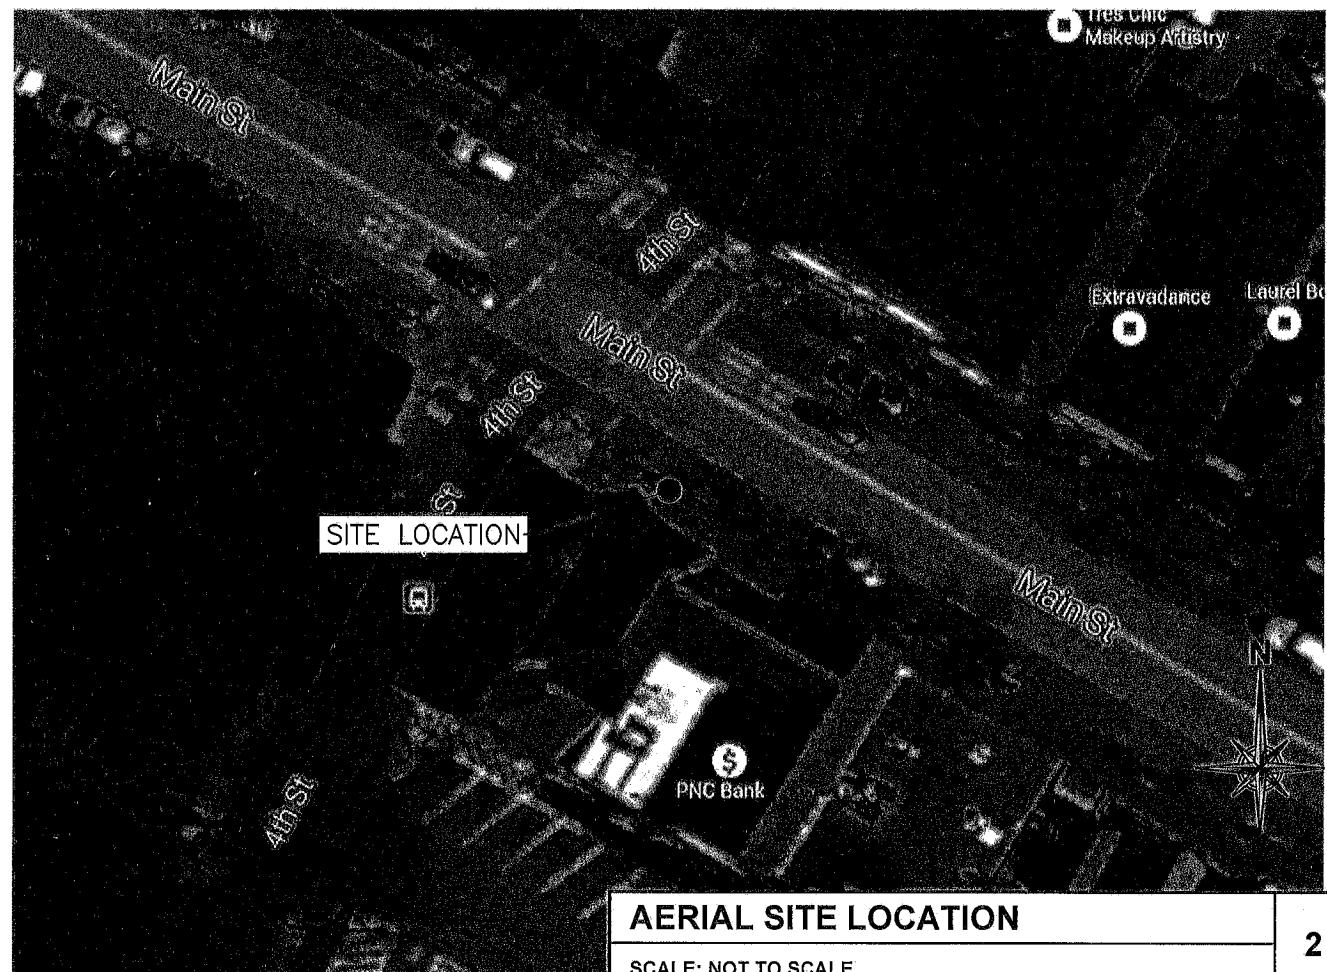 Tres Chic
Makeup Artistry
Main St
4th St
Extravadance
Laurel Bo
Main St
4th St
St
SITE LOCATION
Main St
N
$
PNC Bank
4th St
AERIAL SITE LOCATION
2
SCALE: NOT TO SCALE